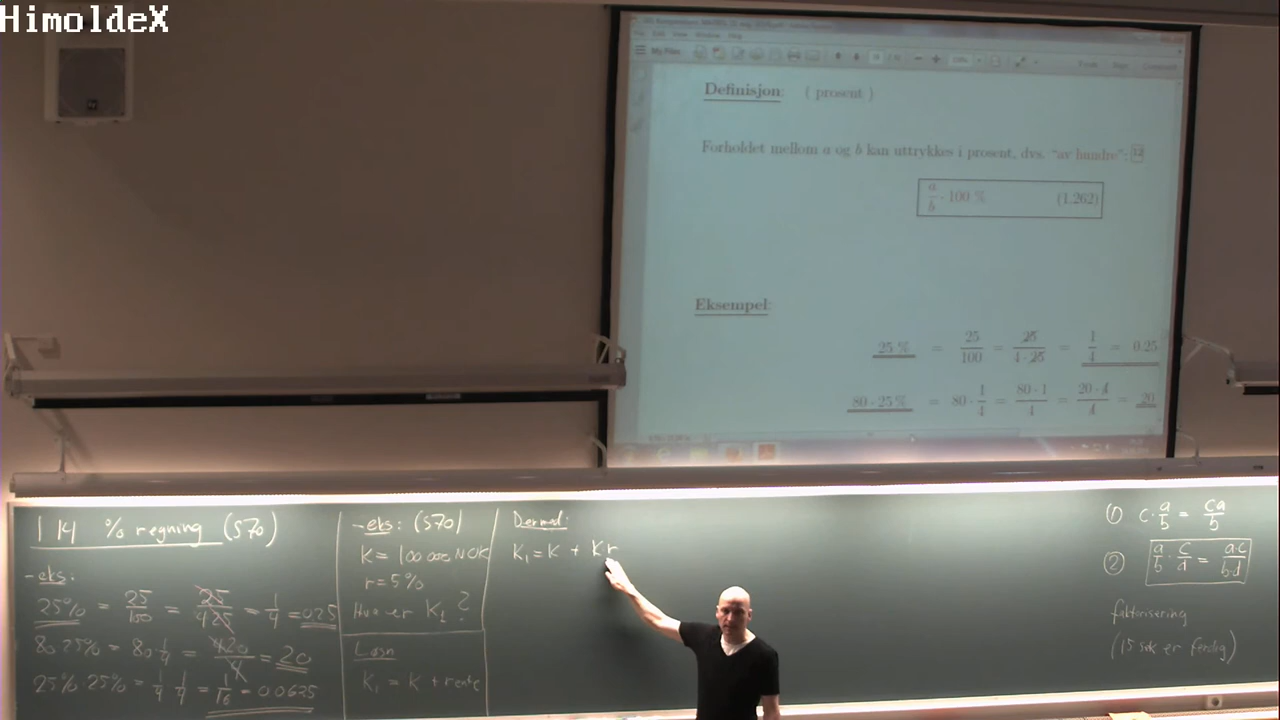 HimoldeX
My Files
Definisjon: ( prosent )
Forholdet mellom a og b kan uttrykkes i prosent, dvs. "av hundre":
a/b · 100 % (1.262)
Eksempel:
25 % = 25/100 = 25/4·25 = 1/4 = 0.25
80 · 25 % = 80 · 1/4 = 80 · 1/4 = 20 · 4/4 = 20
1.14 % regning (S70)
-eks:
25% = 25/100 = 25/4·25 = 1/4 = 0.25
80·25% = 80·1/4 = 4·20/4 = 20
25%·25% = 1/4·1/4 = 1/16 = 0.0625
-eks: (S70)
K = 100 000 NOK
r = 5%
Hva er K₁?
Løsn
K₁ = K + rente
Dermed:
K₁ = K + Kr
① c·a/b = ca/b
② a/b · c/d = a·c/b·d
faktorisering
(15 søk er ferdig)